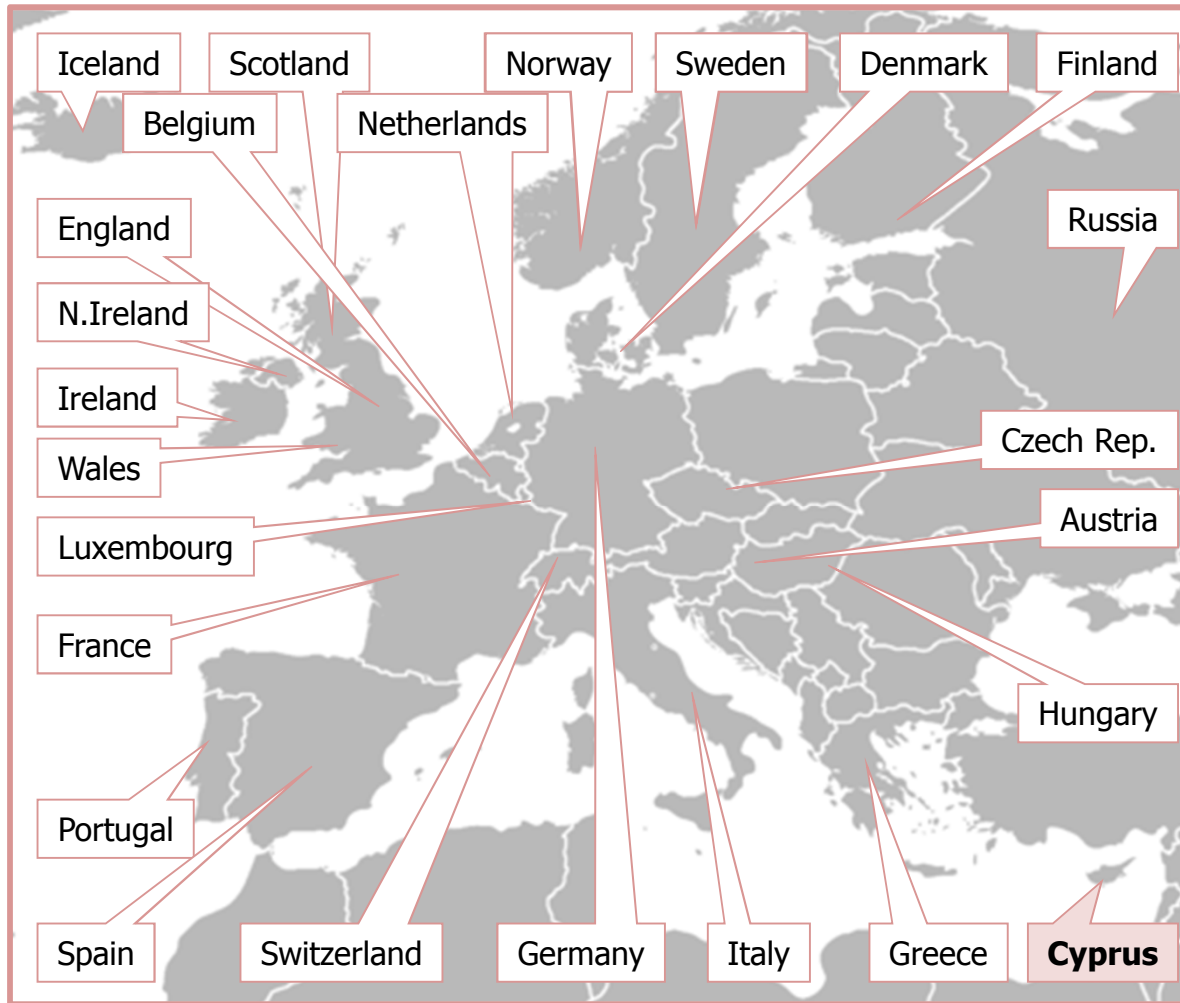 Iceland
Scotland
Norway
Sweden
Denmark
Finland
Belgium
Netherlands
England
Russia
N.Ireland
Ireland
Czech Rep.
Wales
Austria
Luxembourg
France
Hungary
Portugal
Spain
Switzerland
Germany
Italy
Greece
Cyprus